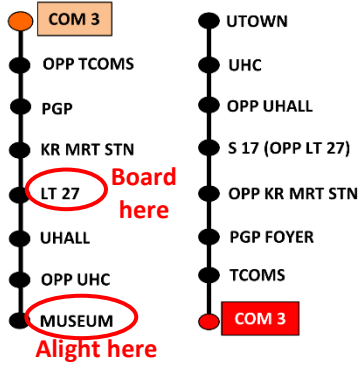 COM 3
OPP TCOMS
PGP
KR MRT STN
LT 27
Board
here
UHALL
OPP UHC
MUSEUM
Alight here
UTOWN
UHC
OPP UHALL
S 17 (OPP LT 27)
OPP KR MRT STN
PGP FOYER
TCOMS
COM 3